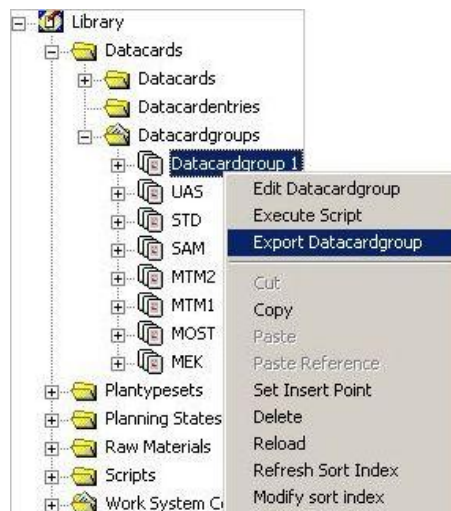 Library
Datacards
Datacards
Datacardentries
Datacardgroups
Datacardgroup 1
UAS
STD
SAM
MTM2
MTM1
MOST
MEK
Plantypesets
Planning States
Raw Materials
Scripts
Work System
Edit Datacardgroup
Execute Script
Export Datacardgroup
Cut
Copy
Paste
Paste Reference
Set Insert Point
Delete
Reload
Refresh Sort Index
Modify sort index